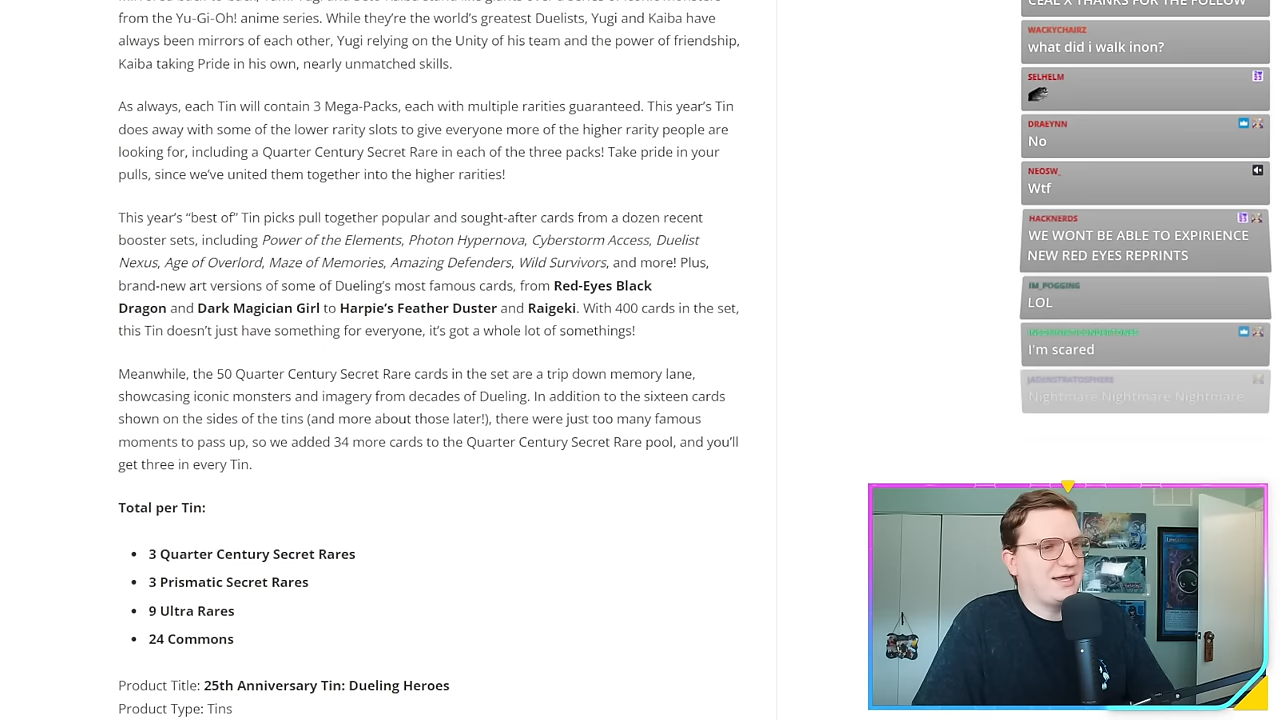 from the Yu-Gi-Oh! anime series. While they're the world's greatest Duelists, Yugi and Kaiba have
always been mirrors of each other, Yugi relying on the Unity of his team and the power of friendship,
Kaiba taking Pride in his own, nearly unmatched skills.
As always, each Tin will contain 3 Mega-Packs, each with multiple rarities guaranteed. This year's Tin
does away with some of the lower rarity slots to give everyone more of the higher rarity people are
looking for, including a Quarter Century Secret Rare in each of the three packs! Take pride in your
pulls, since we've united them together into the higher rarities!
This year's “best of” Tin picks pull together popular and sought-after cards from a dozen recent
booster sets, including Power of the Elements, Photon Hypernova, Cyberstorm Access, Duelist
Nexus, Age of Overlord, Maze of Memories, Amazing Defenders, Wild Survivors, and more! Plus,
brand-new art versions of some of Dueling's most famous cards, from Red-Eyes Black
Dragon and Dark Magician Girl to Harpie's Feather Duster and Raigeki. With 400 cards in the set,
this Tin doesn't just have something for everyone, it's got a whole lot of somethings!
Meanwhile, the 50 Quarter Century Secret Rare cards in the set are a trip down memory lane,
showcasing iconic monsters and imagery from decades of Dueling. In addition to the sixteen cards
shown on the sides of the tins (and more about those later!), there were just too many famous
moments to pass up, so we added 34 more cards to the Quarter Century Secret Rare pool, and you'll
get three in every Tin.
Total per Tin:
• 3 Quarter Century Secret Rares
• 3 Prismatic Secret Rares
• 9 Ultra Rares
• 24 Commons
Product Title: 25th Anniversary Tin: Dueling Heroes
Product Type: Tins
CEAL X THANKS FOR THE FOLLOW
WACKYCHAIRZ
what did i walk inon?
SELHELM
DRAEYNN
No
NEOSW_
Wtf
HACKNERDS
WE WONT BE ABLE TO EXPIRIENCE
NEW RED EYES REPRINTS
IM_POGGING
LOL
I'm scared
JADENSTRATOSPHERE
Nightmare Nightmare Nightmare